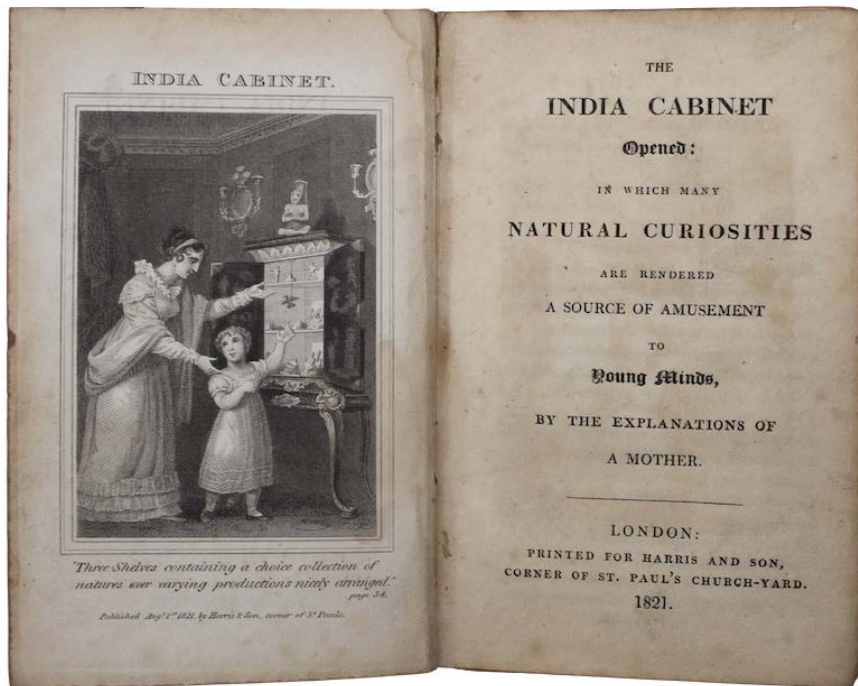 INDIA CABINET.
"Three Shelves containing a choice collection of
natures ever varying productions nicely arranged."
page 34.
Published Augt. 1st 1821, by Harris & Son, corner of St. Pauls.
THE
INDIA CABINET
Opened:
IN WHICH MANY
NATURAL CURIOSITIES
ARE RENDERED
A SOURCE OF AMUSEMENT
TO
Young Minds,
BY THE EXPLANATIONS OF
A MOTHER.
LONDON:
PRINTED FOR HARRIS AND SON,
CORNER OF ST. PAUL'S CHURCH-YARD.
1821.